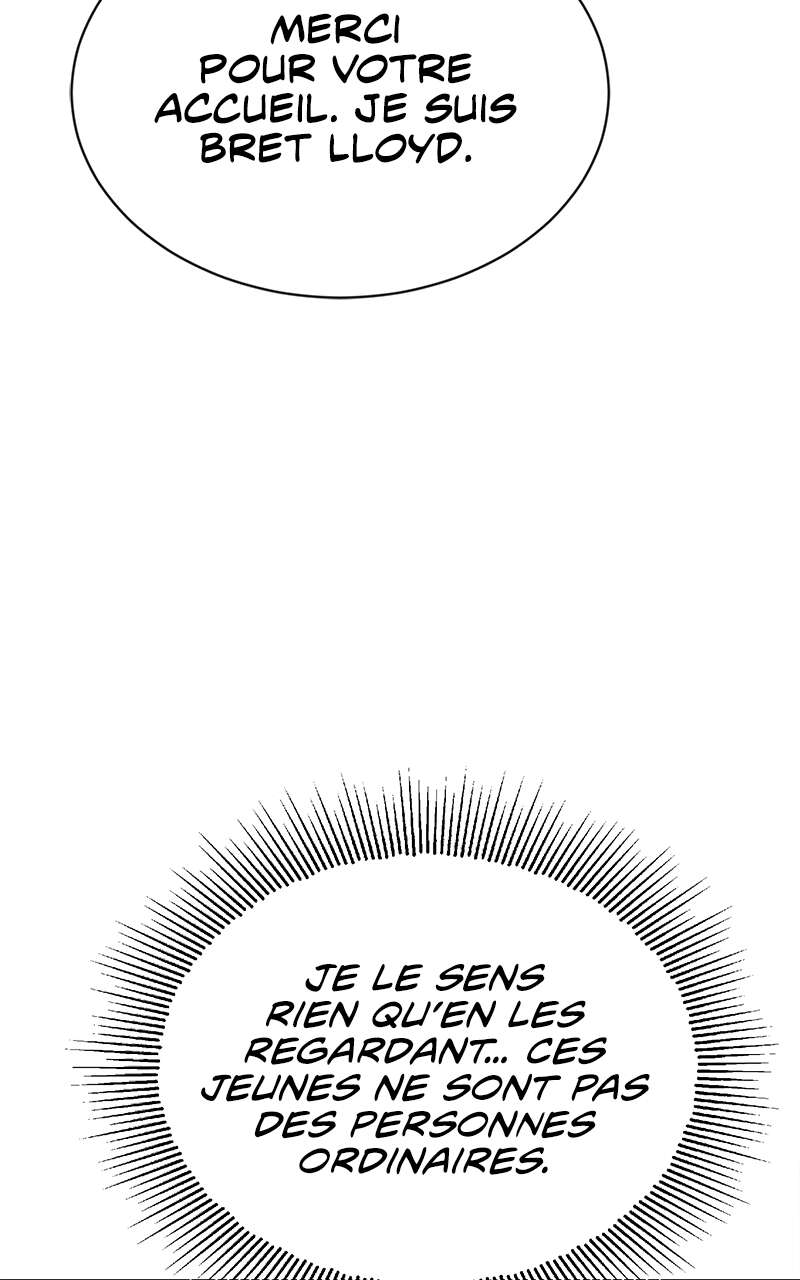 MERCI
POUR VOTRE
ACCUEIL. JE SUIS
BRET LLOYD.
JE LE SENS
RIEN QU'EN LES
REGARDANT... CES
JEUNES NE SONT PAS
DES PERSONNES
ORDINAIRES.